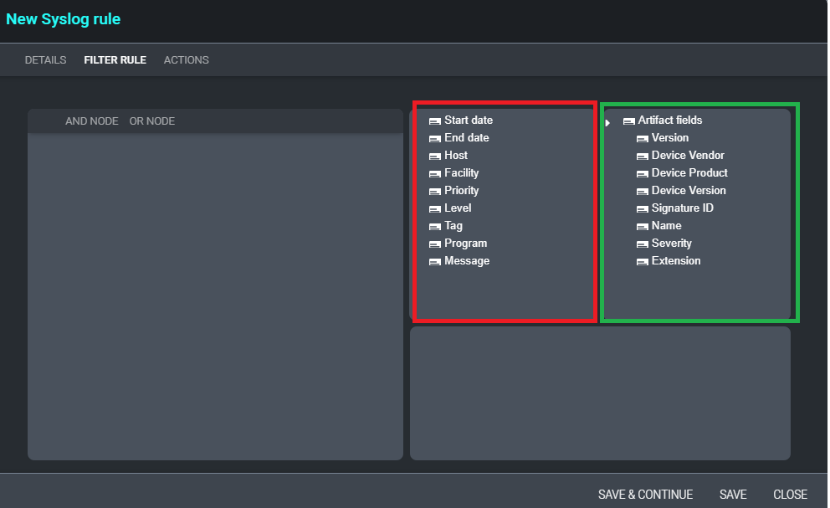 New Syslog rule
DETAILS FILTER RULE ACTIONS
AND NODE OR NODE
Start date
End date
Host
Facility
Priority
Level
Tag
Program
Message
Artifact fields
Version
Device Vendor
Device Product
Device Version
Signature ID
Name
Severity
Extension
SAVE & CONTINUE SAVE CLOSE